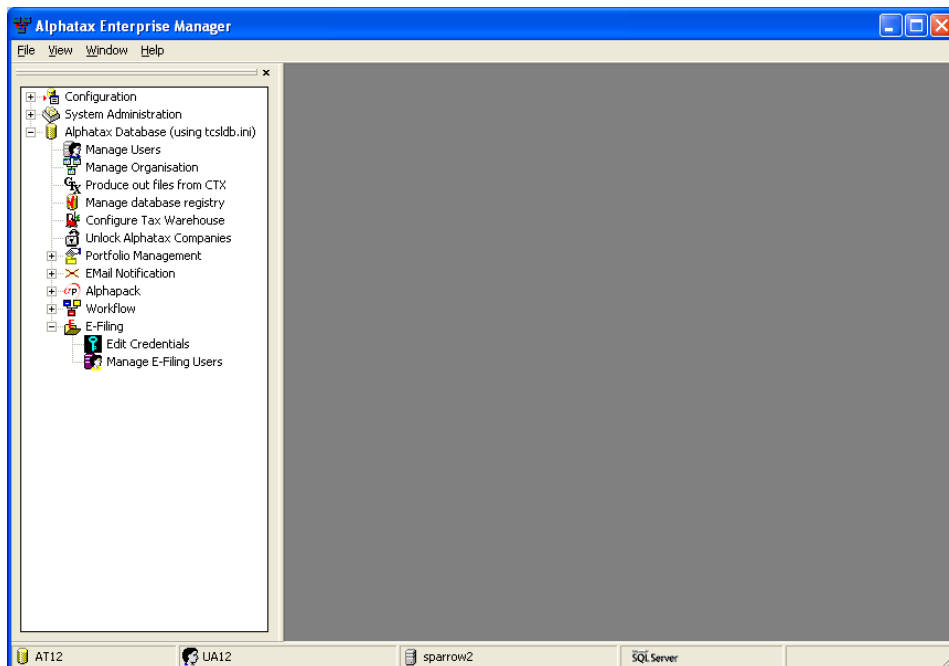 Alphatax Enterprise Manager
File View Window Help
Configuration
System Administration
Alphatax Database (using tcsldb.ini)
Manage Users
Manage Organisation
Produce out files from CTX
Manage database registry
Configure Tax Warehouse
Unlock Alphatax Companies
Portfolio Management
EMail Notification
Alphapack
Workflow
E-Filing
Edit Credentials
Manage E-Filing Users
AT12 UA12 sparrow2 SQL Server